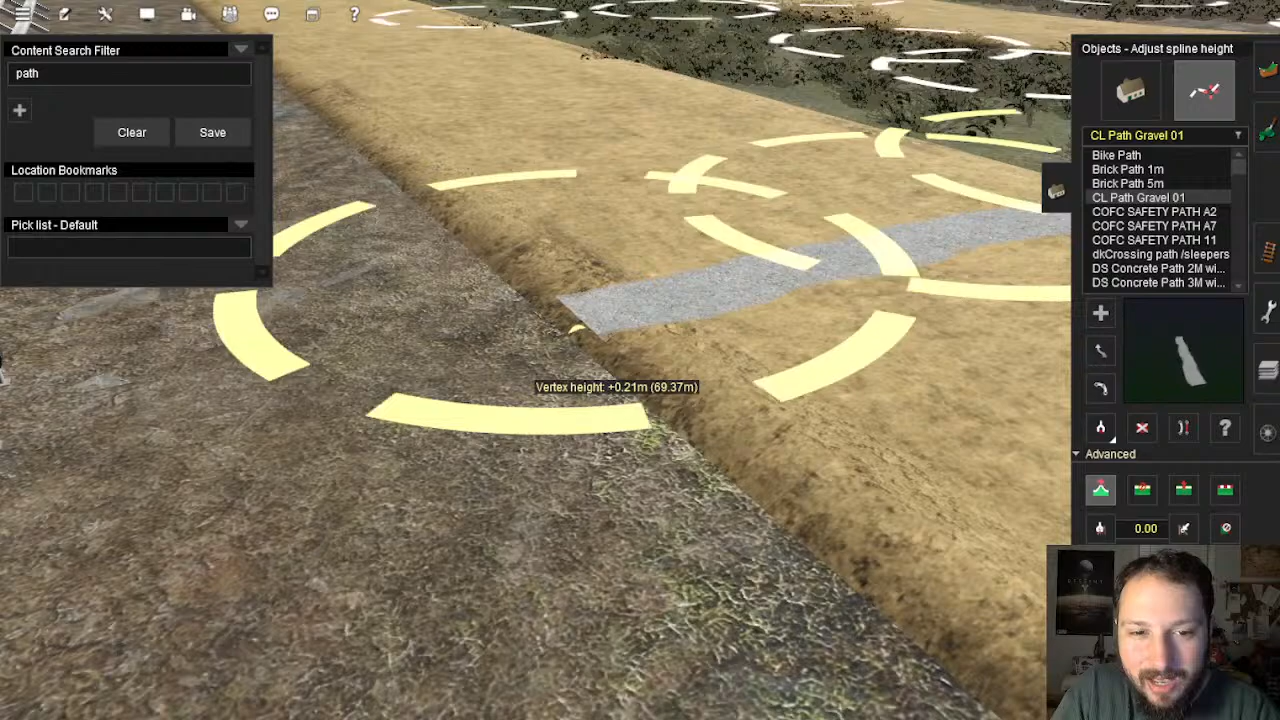 Content Search Filter
path
Clear
Save
Location Bookmarks
Pick list - Default
Vertex height: +0.21m (69.37m)
Objects - Adjust spline height
CL Path Gravel 01
Bike Path
Brick Path 1m
Brick Path 5m
CL Path Gravel 01
COFC SAFETY PATH A2
COFC SAFETY PATH A7
COFC SAFETY PATH 11
dkCrossing path /sleepers
DS Concrete Path 2M wi...
DS Concrete Path 3M wi...
Advanced
0.00
DESTINY